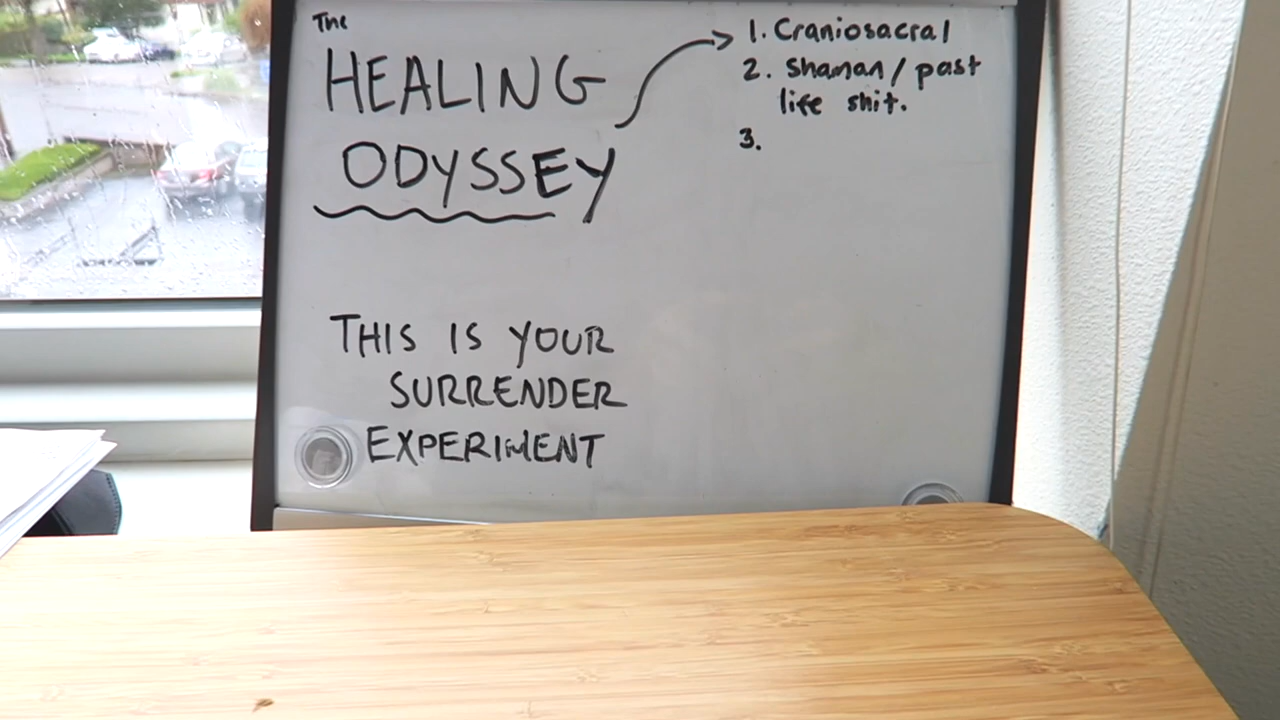 The
HEALING
ODYSSEY
1. Craniosacral
2. Shaman/past
life shit.
3.
THIS IS YOUR
SURRENDER
EXPERIMENT